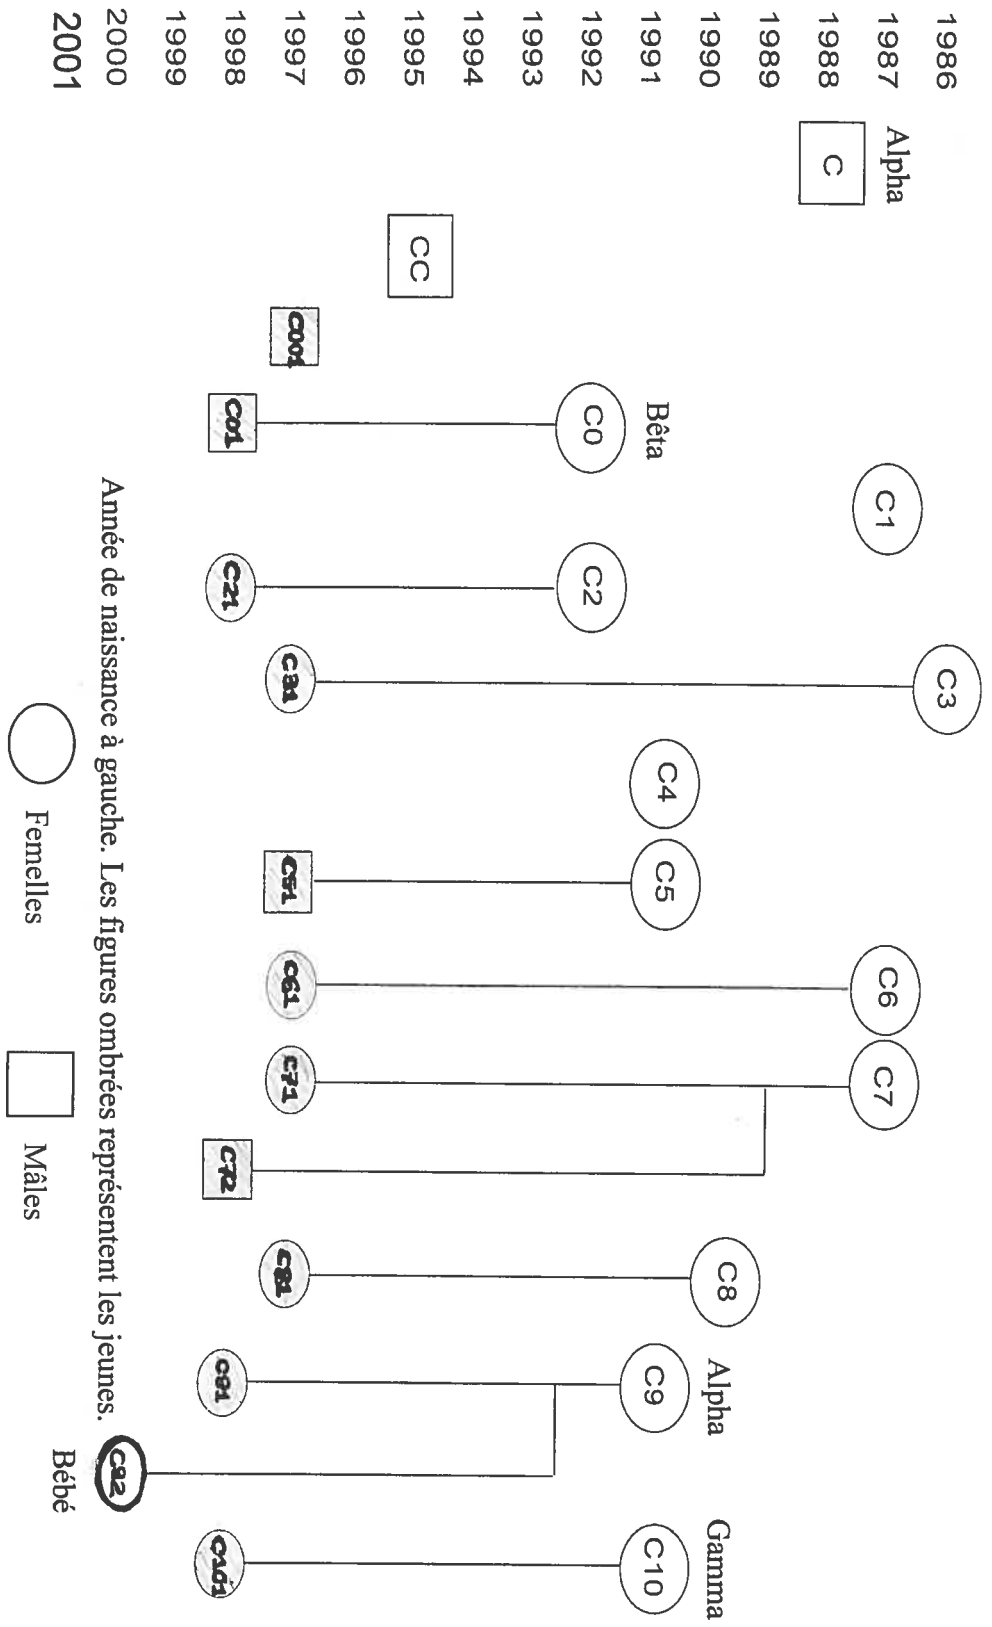 1986
1987
1988
1989
1990
1991
1992
1993
1994
1995
1996
1997
1998
1999
2000
2001
Alpha
C
CC
C001
Bêta
C0
C01
C1
C2
C21
C3
C31
C4
C5
C51
C6
C61
C7
C71
C72
C8
C81
Alpha
C9
C91
C92
Bébé
Gamma
C10
C101
Année de naissance à gauche. Les figures ombrées représentent les jeunes.
Femelles
Mâles